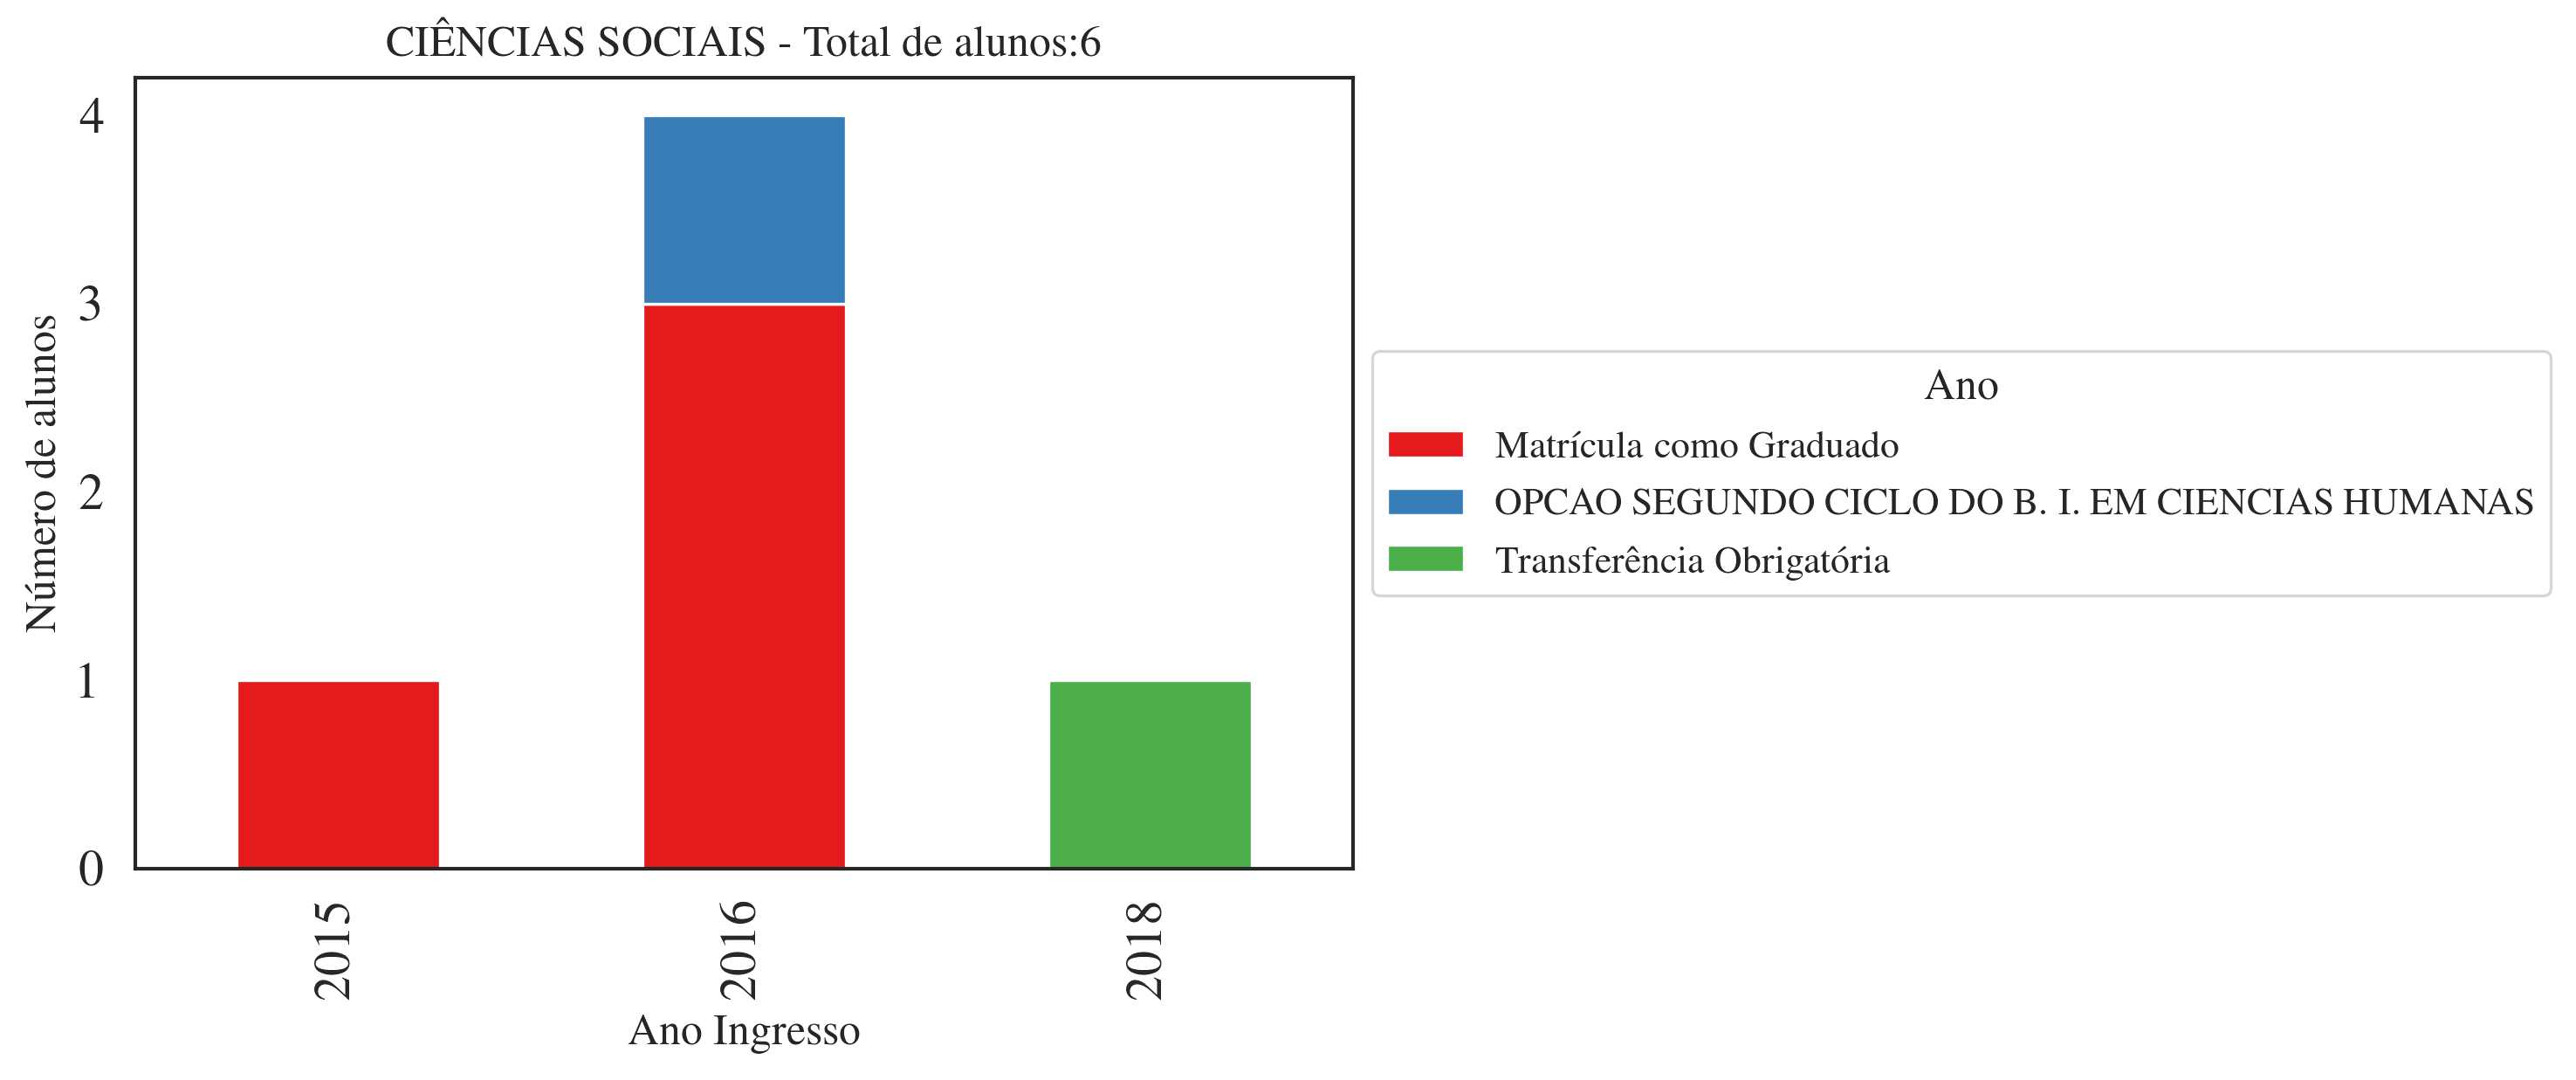 CIÊNCIAS SOCIAIS - Total de alunos:6
Número de alunos
4
3
2
1
0
2015
2016
2018
Ano Ingresso
Ano
Matrícula como Graduado
OPCAO SEGUNDO CICLO DO B. I. EM CIENCIAS HUMANAS
Transferência Obrigatória